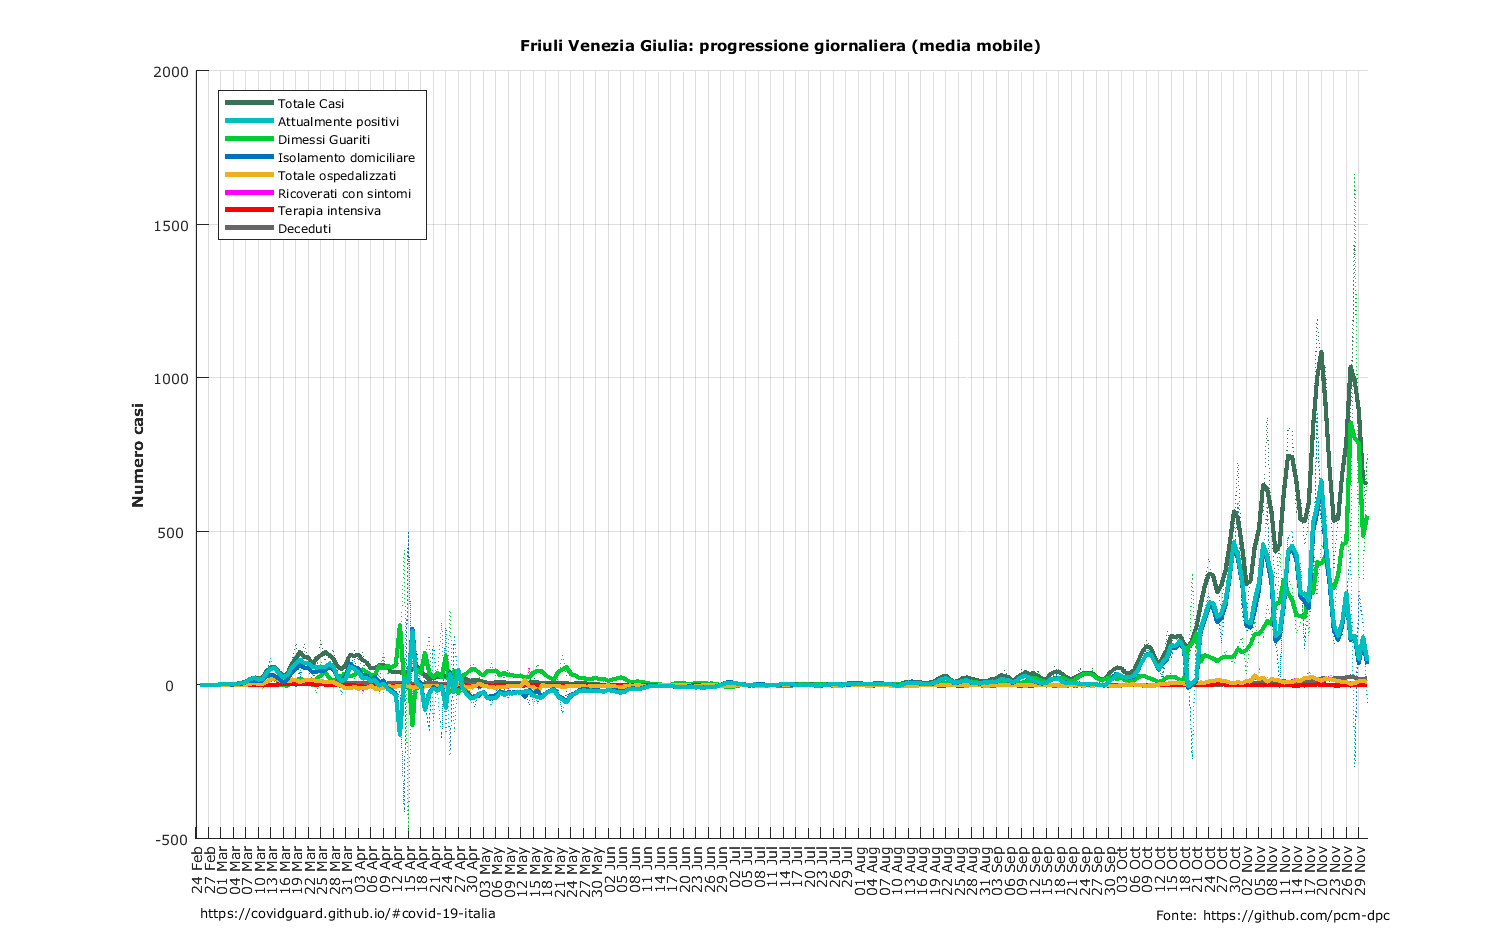 Friuli Venezia Giulia: progressione giornaliera (media mobile)
2000
1500
1000
500
0
-500
Numero casi
Totale Casi
Attualmente positivi
Dimessi Guariti
Isolamento domiciliare
Totale ospedalizzati
Ricoverati con sintomi
Terapia intensiva
Deceduti
24 Feb
27 Feb
01 Mar
04 Mar
07 Mar
10 Mar
13 Mar
16 Mar
19 Mar
22 Mar
25 Mar
28 Mar
31 Mar
03 Apr
06 Apr
09 Apr
12 Apr
15 Apr
18 Apr
21 Apr
24 Apr
27 Apr
30 Apr
03 May
06 May
09 May
12 May
15 May
18 May
21 May
24 May
27 May
30 May
02 Jun
05 Jun
08 Jun
11 Jun
14 Jun
17 Jun
20 Jun
23 Jun
26 Jun
29 Jun
02 Jul
05 Jul
08 Jul
11 Jul
14 Jul
17 Jul
20 Jul
23 Jul
26 Jul
29 Jul
01 Aug
04 Aug
07 Aug
10 Aug
13 Aug
16 Aug
19 Aug
22 Aug
25 Aug
28 Aug
31 Aug
03 Sep
06 Sep
09 Sep
12 Sep
15 Sep
18 Sep
21 Sep
24 Sep
27 Sep
30 Sep
03 Oct
06 Oct
09 Oct
12 Oct
15 Oct
18 Oct
21 Oct
24 Oct
27 Oct
30 Oct
02 Nov
05 Nov
08 Nov
11 Nov
14 Nov
17 Nov
20 Nov
23 Nov
26 Nov
29 Nov
https://covidguard.github.io/#covid-19-italia
Fonte: https://github.com/pcm-dpc